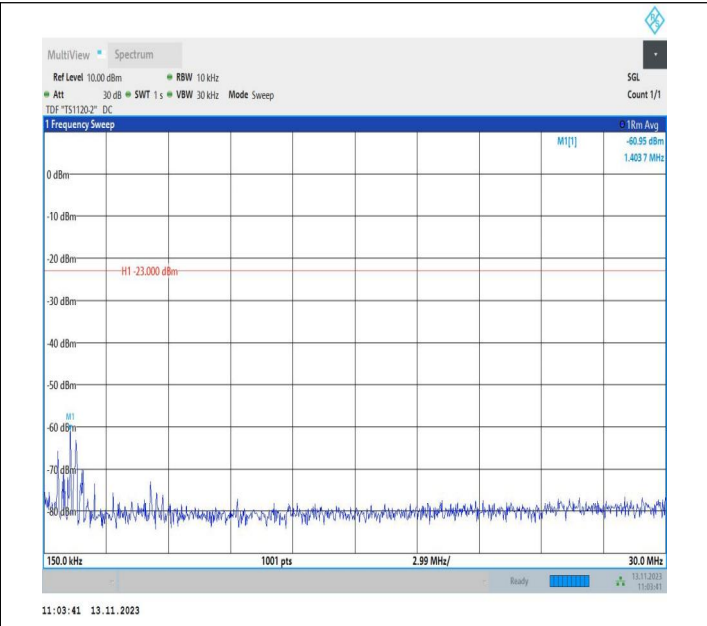 MultiView Spectrum
Ref Level 10.00 dBm RBW 10 kHz SGL
Att 30 dB SWT 1 s VBW 30 kHz Mode Sweep Count 1/1
TDF "TS1120-2" DC
1 Frequency Sweep 1Rm Avg
M1[1] -60.95 dBm
1.403 7 MHz
0 dBm
-10 dBm
-20 dBm
H1 -23.000 dBm
-30 dBm
-40 dBm
-50 dBm
M1
-60 dBm
-70 dBm
-80 dBm
150.0 kHz 1001 pts 2.99 MHz/ 30.0 MHz
Ready 13.11.2023
11:03:41
11:03:41 13.11.2023